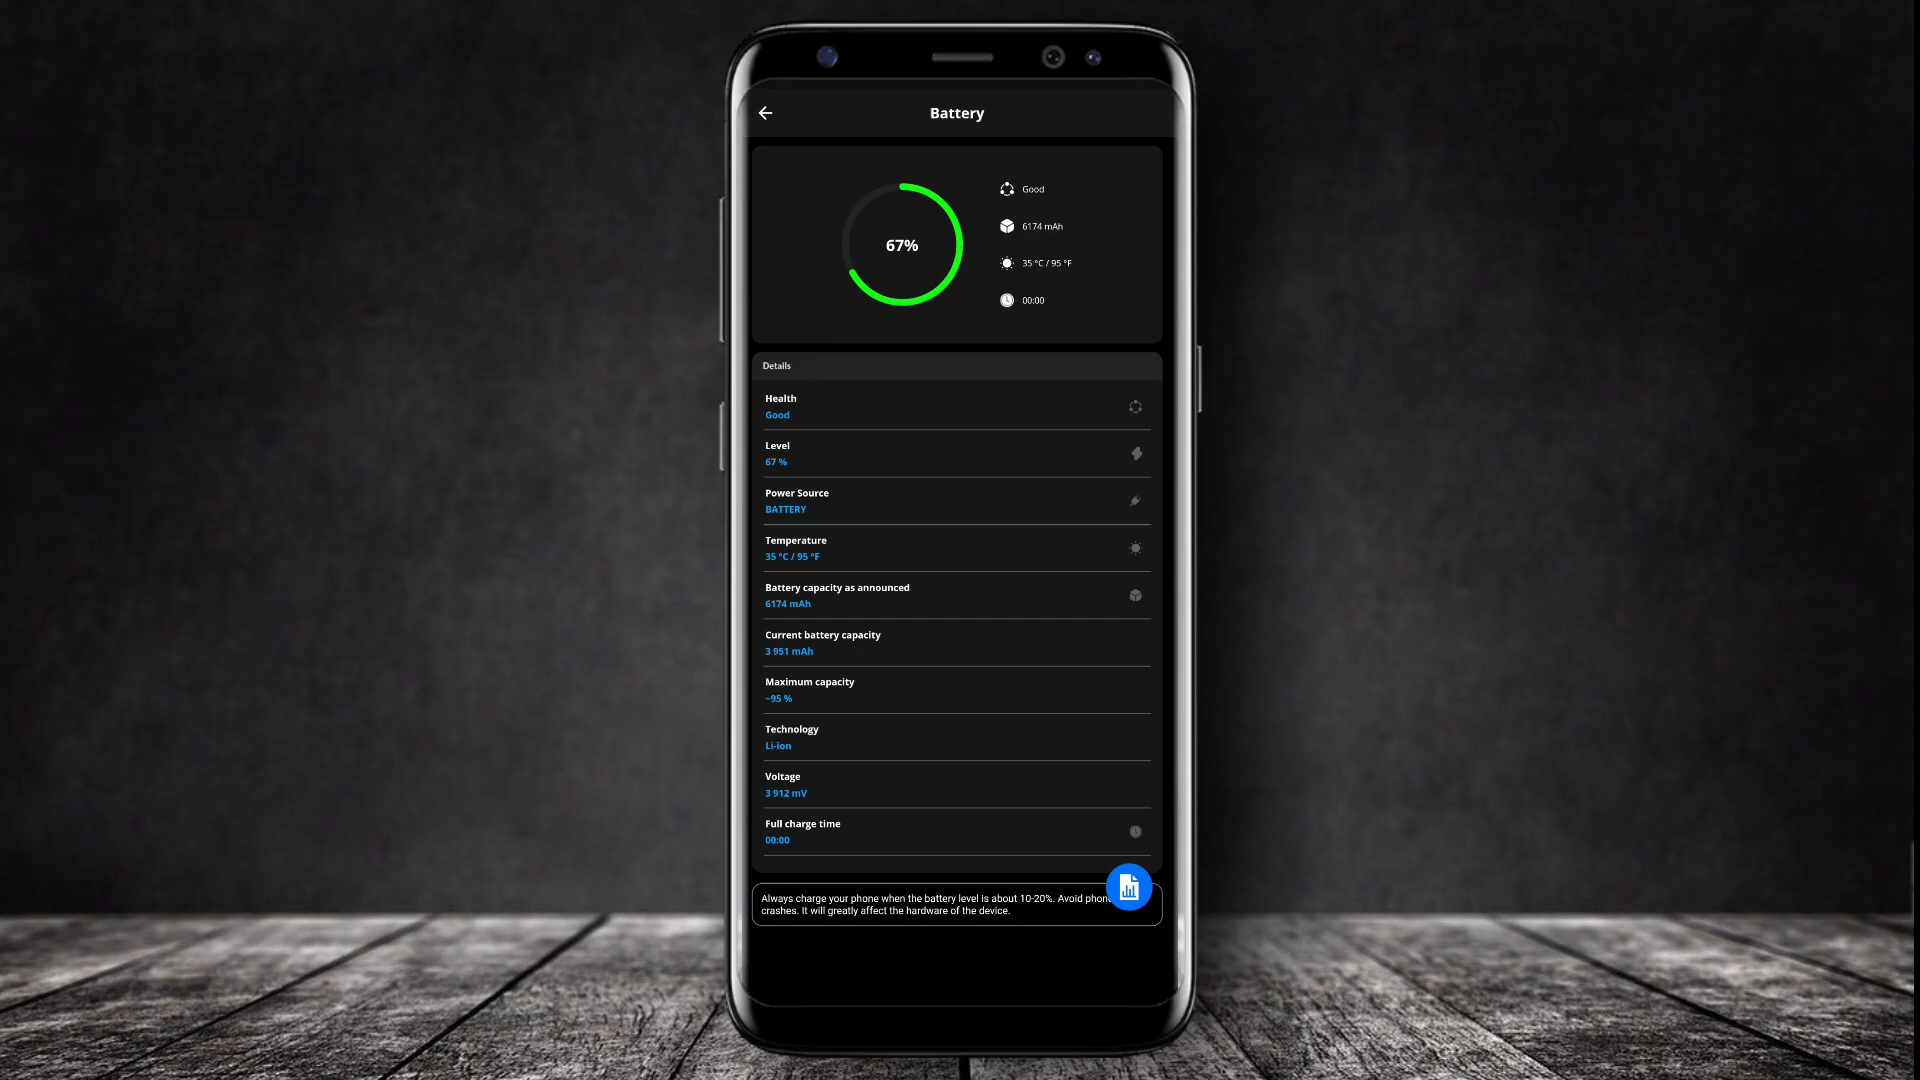 Battery
67%
Good
6174 mAh
35 °C / 95 °F
00:00
Details
Health
Good
Level
67 %
Power Source
BATTERY
Temperature
35 °C / 95 °F
Battery capacity as announced
6174 mAh
Current battery capacity
3 951 mAh
Maximum capacity
~95 %
Technology
Li-ion
Voltage
3 912 mV
Full charge time
00:00
Always charge your phone when the battery level is about 10-20%. Avoid phon
crashes. It will greatly affect the hardware of the device.